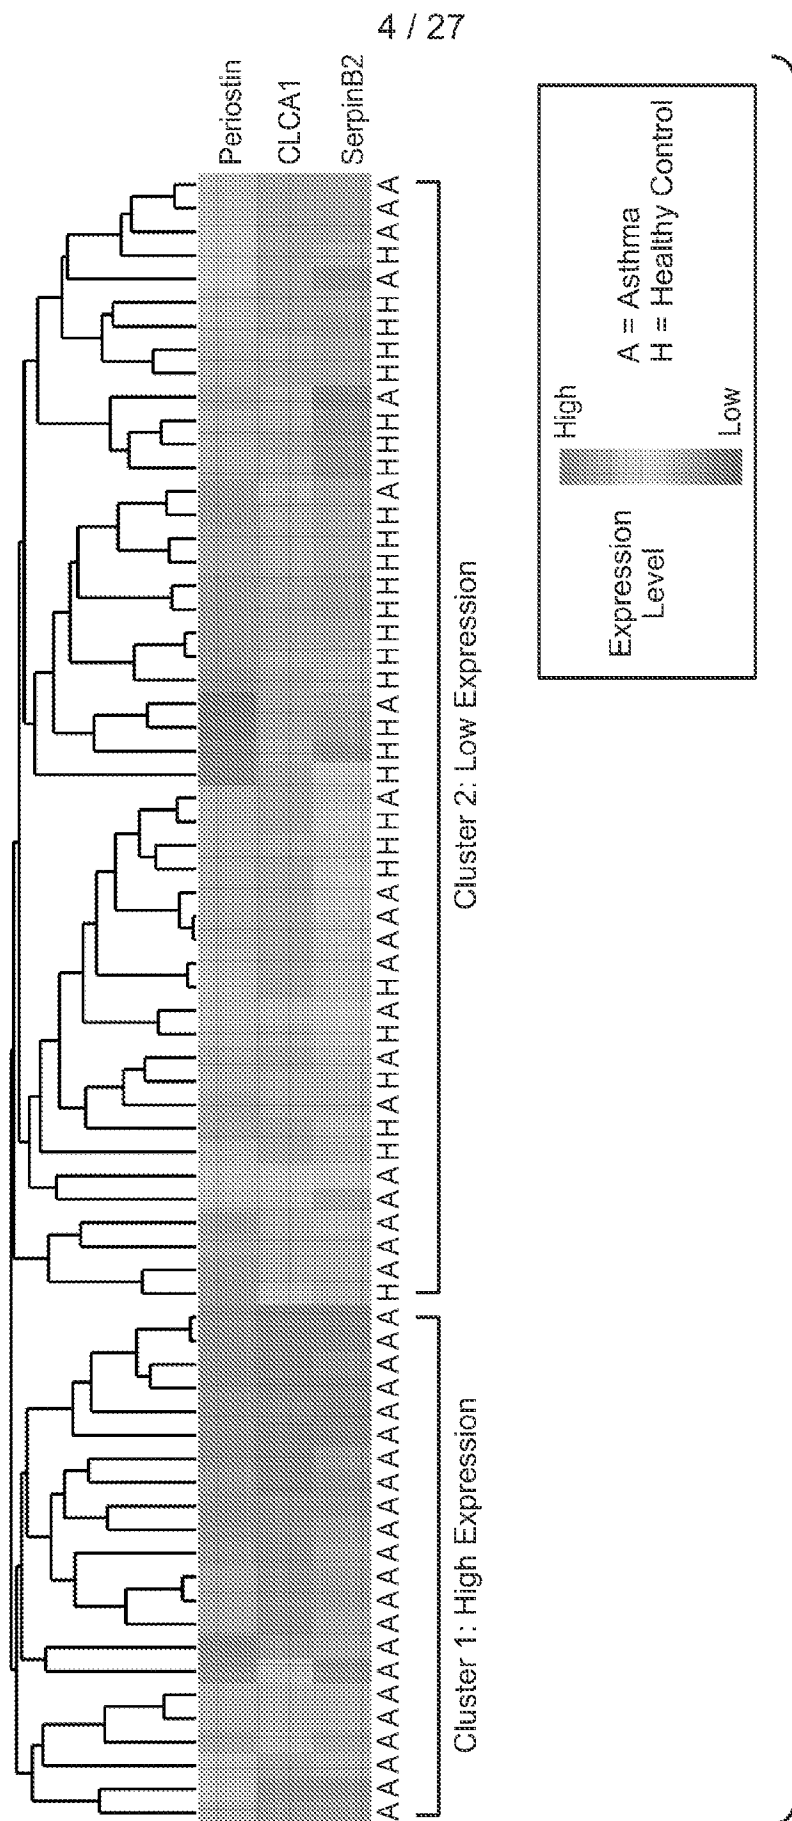 4 / 27
Periostin
CLCA1
SerpinB2
AAAAAAAAAAAAAAAAAAAAAAHAAAAAHHAHAHAHAAAAHHHAHHHAHHHHHHHHAHHHAHHHHAHAAA
Cluster 1: High Expression
Cluster 2: Low Expression
Expression
Level
High
Low
A = Asthma
H = Healthy Control